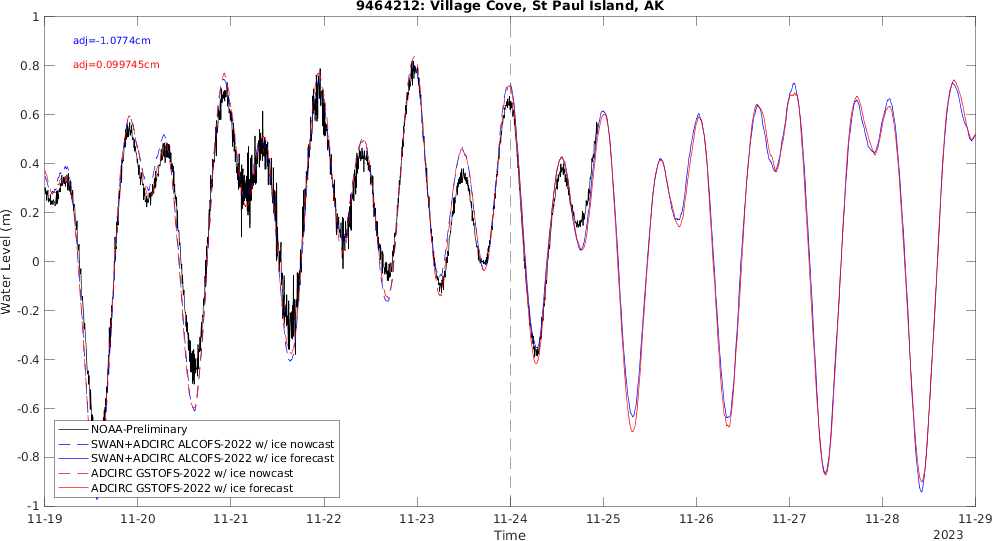 9464212: Village Cove, St Paul Island, AK
adj=-1.0774cm
adj=0.099745cm
Water Level (m)
1
0.8
0.6
0.4
0.2
0
-0.2
-0.4
-0.6
-0.8
-1
NOAA-Preliminary
SWAN+ADCIRC ALCOFS-2022 w/ ice nowcast
SWAN+ADCIRC ALCOFS-2022 w/ ice forecast
ADCIRC GSTOFS-2022 w/ ice nowcast
ADCIRC GSTOFS-2022 w/ ice forecast
11-19 11-20 11-21 11-22 11-23 11-24 11-25 11-26 11-27 11-28 11-29
Time
2023